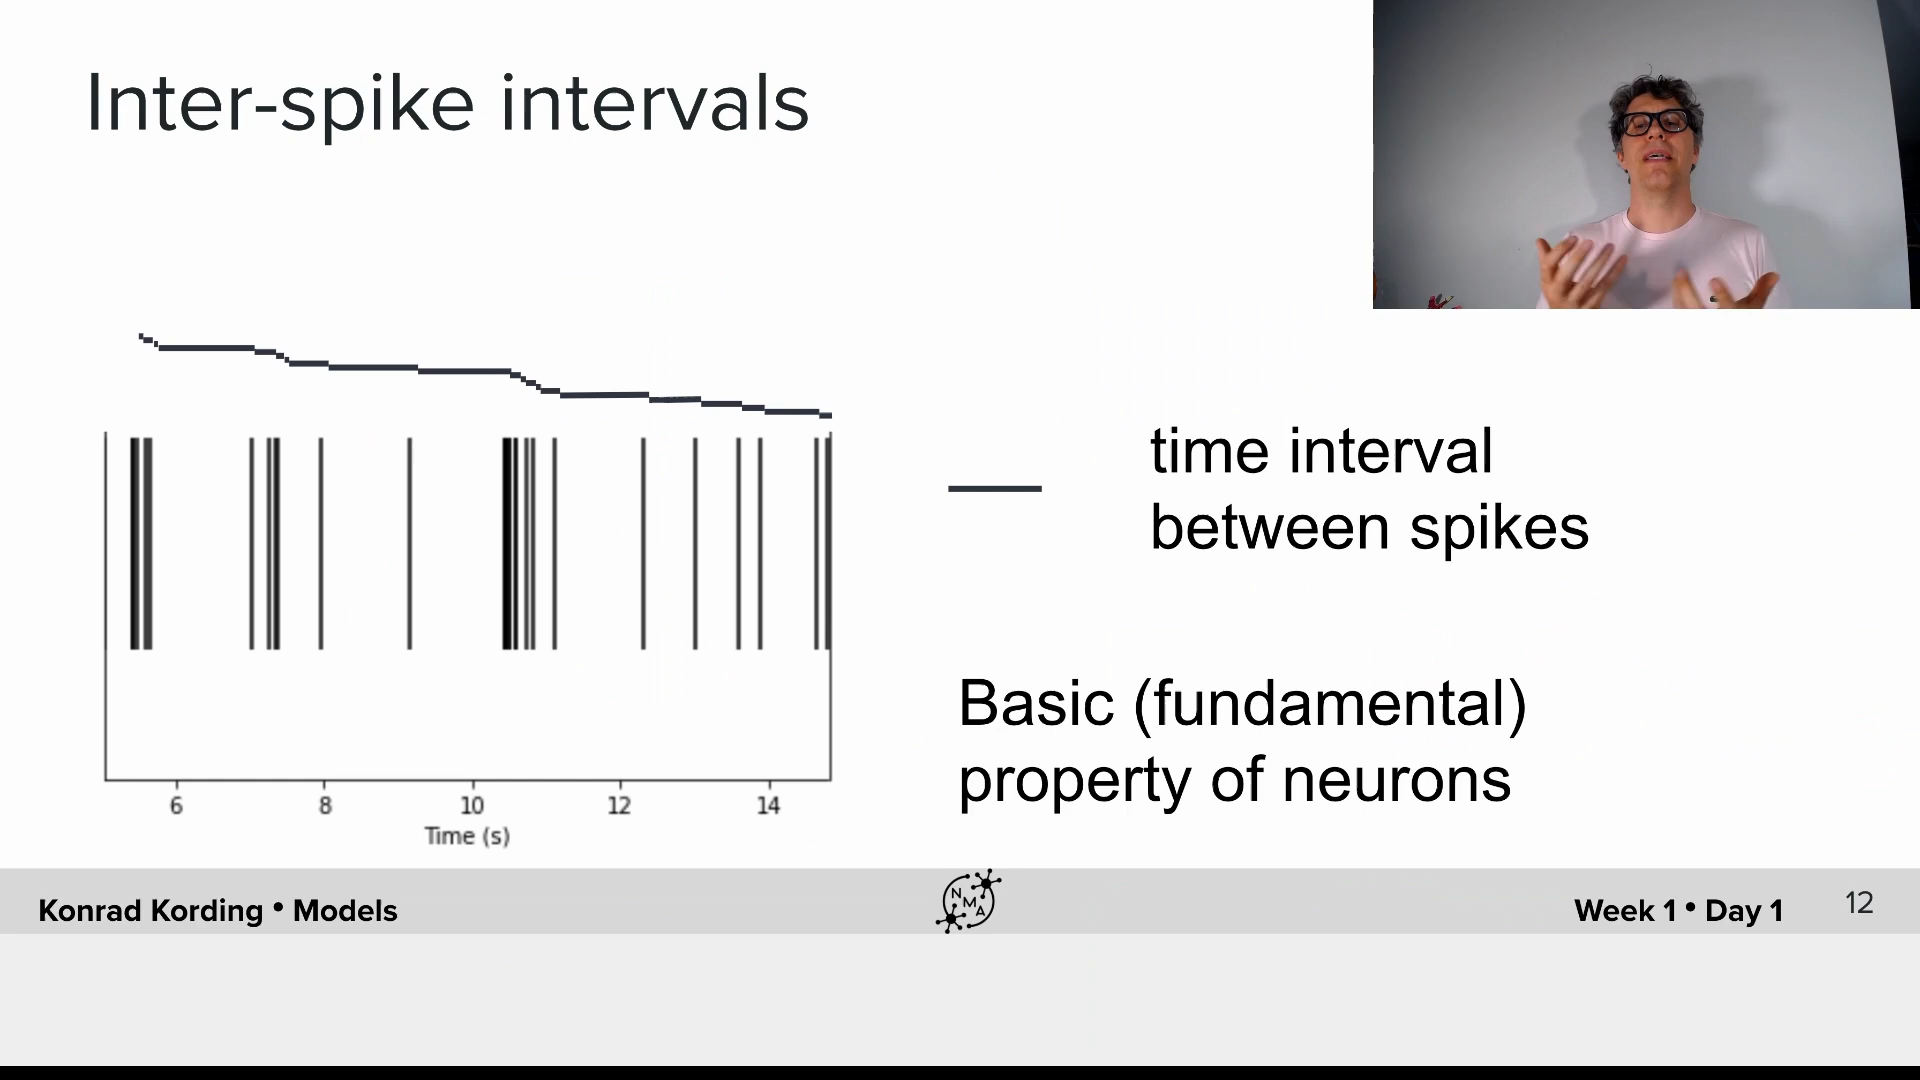 Inter-spike intervals
time interval
between spikes
Basic (fundamental)
property of neurons
6 8 10 12 14
Time (s)
Konrad Kording • Models
N
M
A
Week 1 • Day 1
12